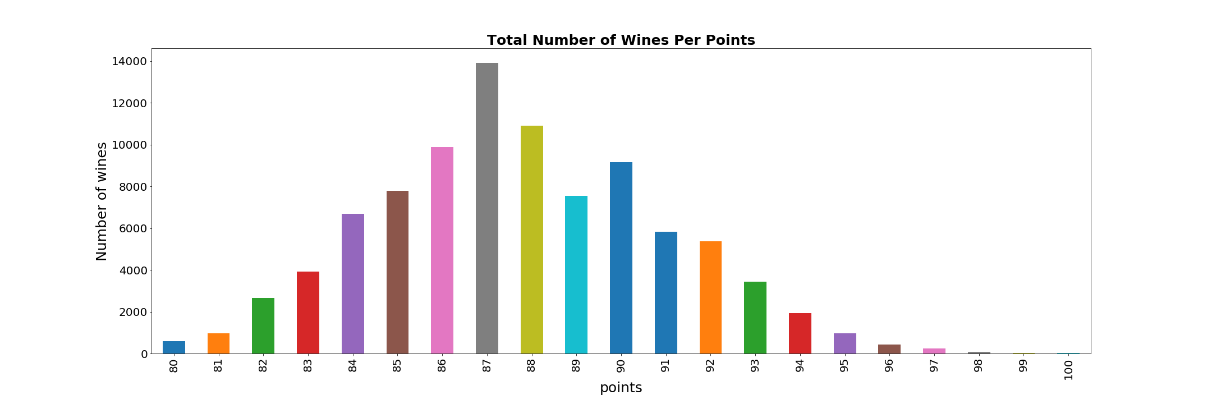 Total Number of Wines Per Points
Number of wines
14000
12000
10000
8000
6000
4000
2000
0
80 81 82 83 84 85 86 87 88 89 90 91 92 93 94 95 96 97 98 99 100
points